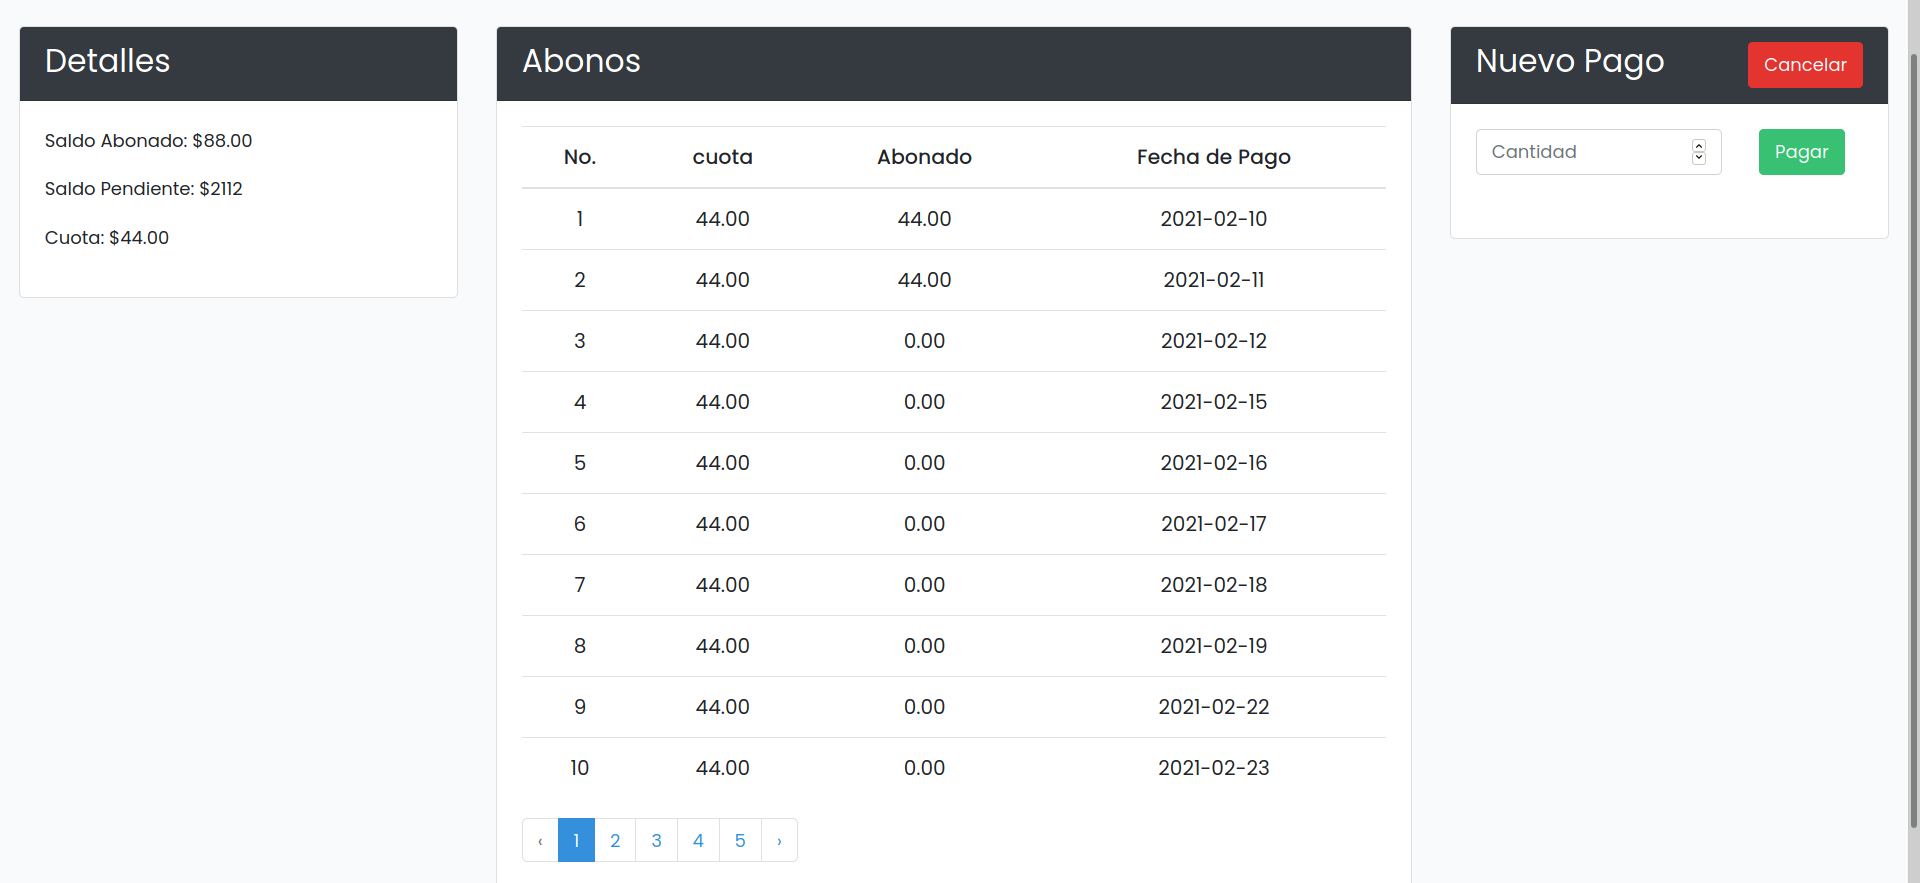 Detalles
Saldo Abonado: $88.00
Saldo Pendiente: $2112
Cuota: $44.00
Abonos
No. cuota Abonado Fecha de Pago
1 44.00 44.00 2021-02-10
2 44.00 44.00 2021-02-11
3 44.00 0.00 2021-02-12
4 44.00 0.00 2021-02-15
5 44.00 0.00 2021-02-16
6 44.00 0.00 2021-02-17
7 44.00 0.00 2021-02-18
8 44.00 0.00 2021-02-19
9 44.00 0.00 2021-02-22
10 44.00 0.00 2021-02-23
‹ 1 2 3 4 5 ›
Nuevo Pago Cancelar
Cantidad Pagar